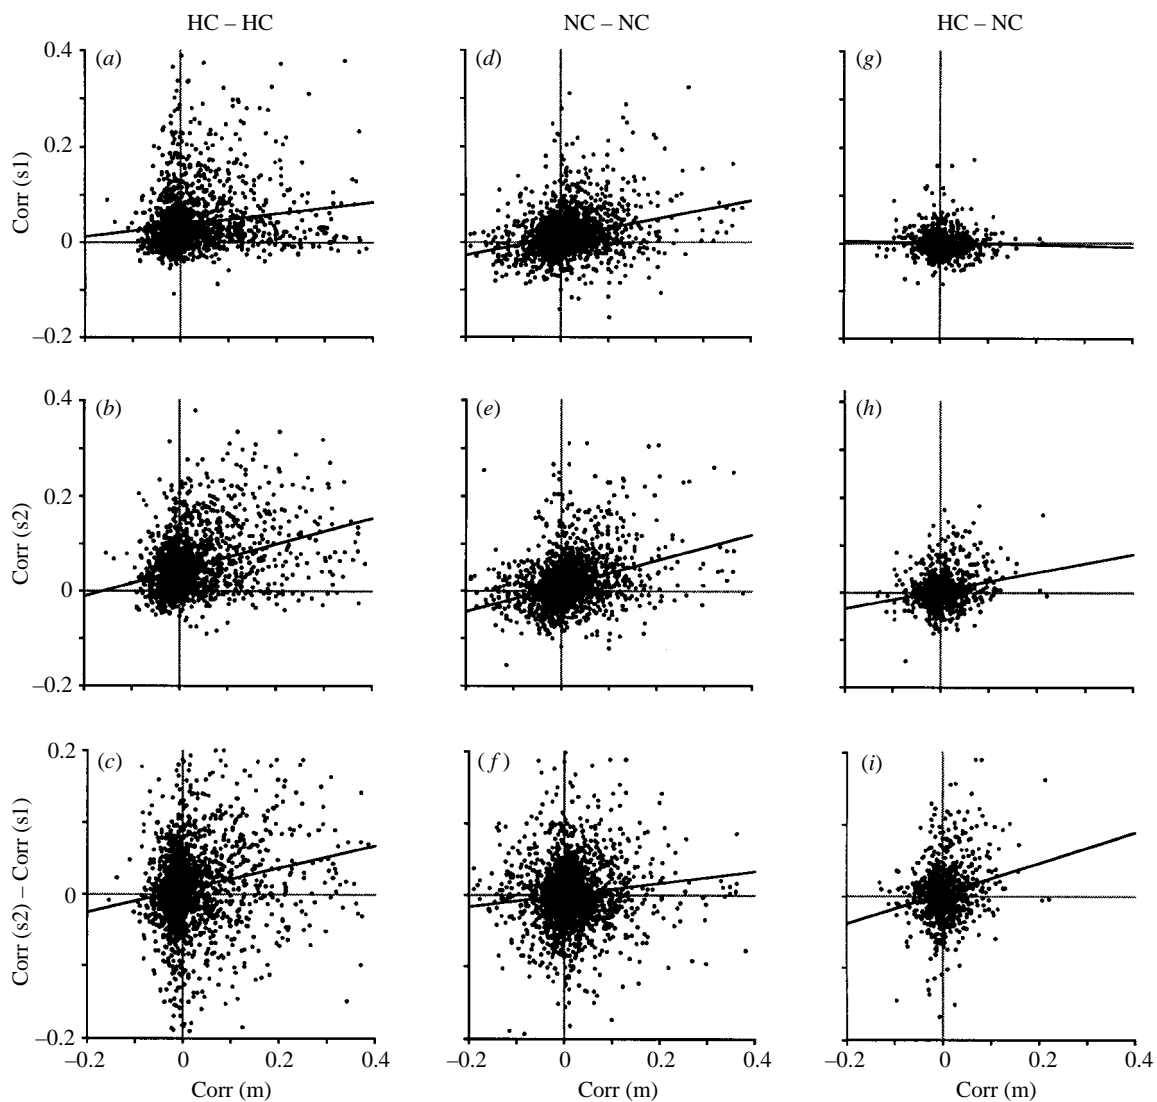 HC – HC
NC – NC
HC – NC
(a)
(d)
(g)
0.4
0.2
0
–0.2
Corr (s1)
(b)
(e)
(h)
0.4
0.2
0
–0.2
Corr (s2)
(c)
(f)
(i)
0.2
0
–0.2
Corr (s2) – Corr (s1)
–0.2 0 0.2 0.4
–0.2 0 0.2 0.4
–0.2 0 0.2 0.4
Corr (m)
Corr (m)
Corr (m)